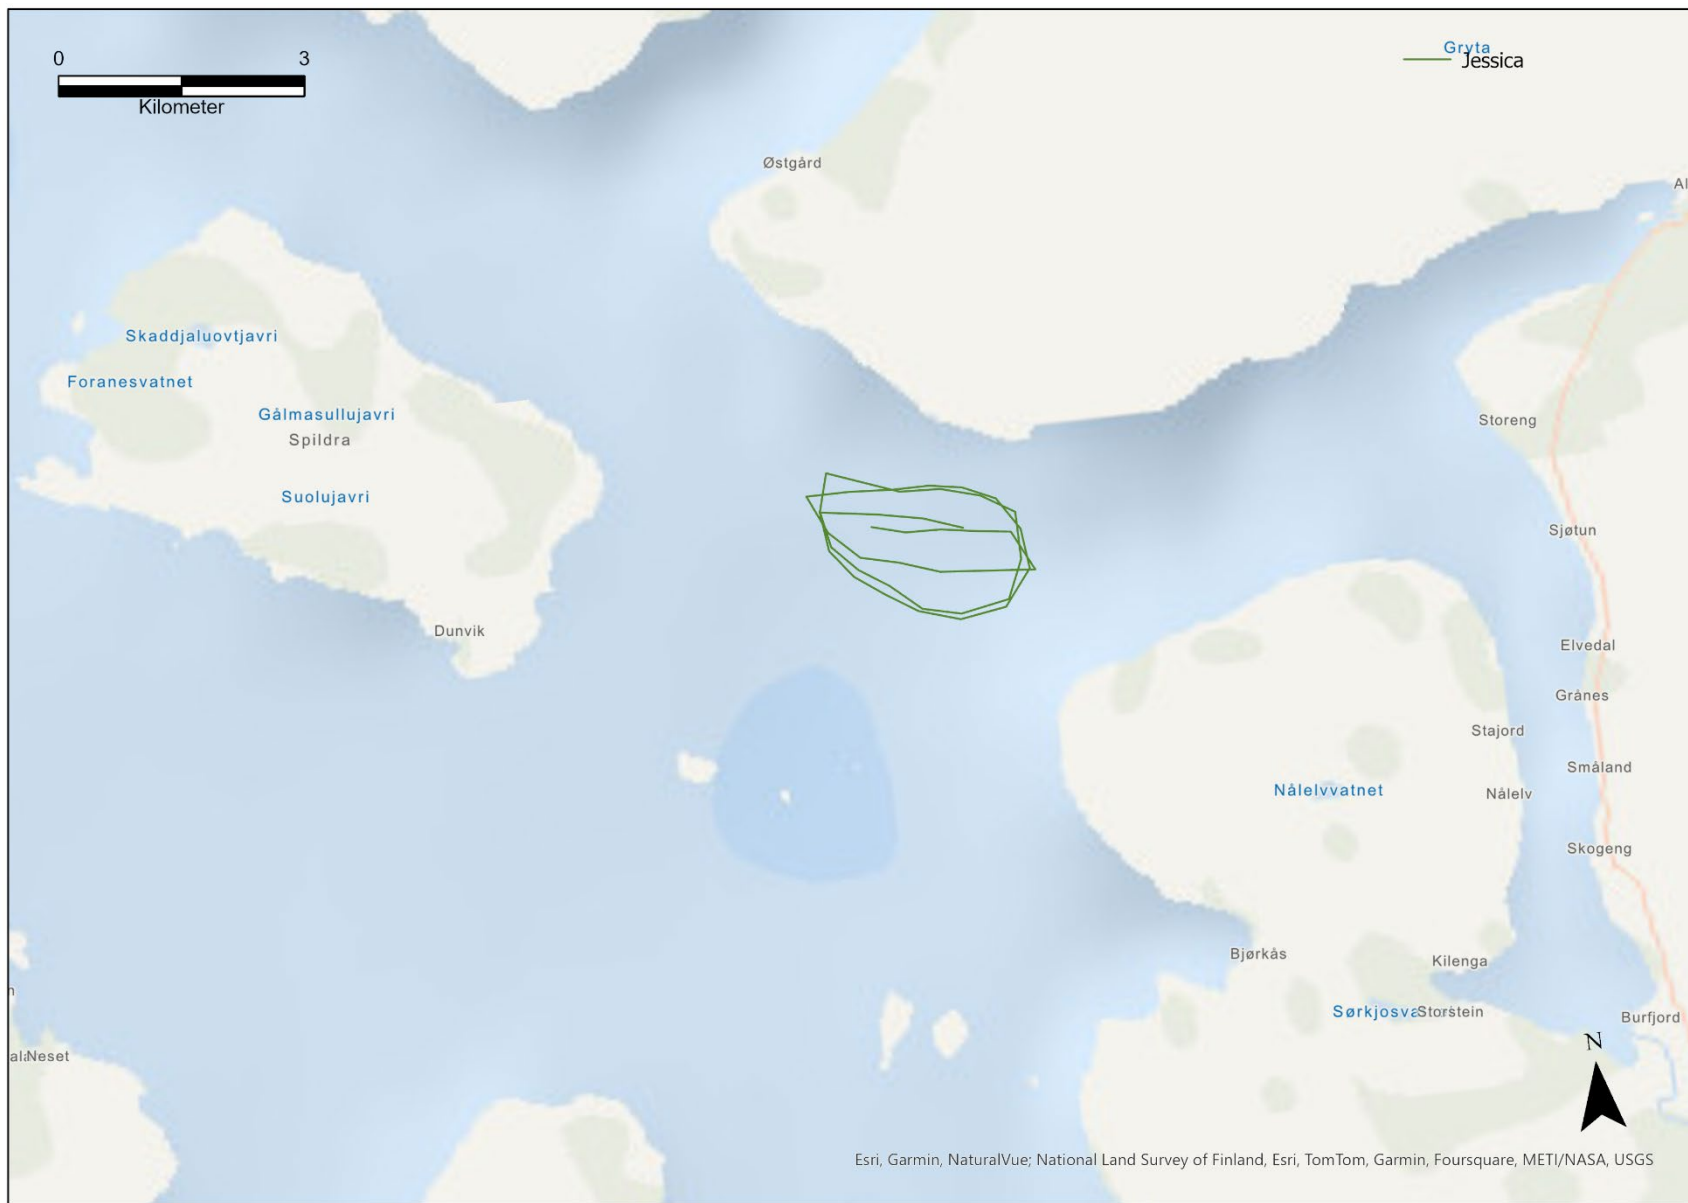 0 3
Kilometer
Gryta
Jessica
Østgård
Skaddjaluovtjavri
Foranesvatnet
Gålmasullujavri
Spildra
Suolujavri
Storeng
Sjøtun
Dunvik
Elvedal
Grånes
Stajord
Småland
Nålelvvatnet
Nålelv
Skogeng
Bjørkås
Kilenga
Storstein
Burfjord
Neset
N
Esri, Garmin, NaturalVue; National Land Survey of Finland, Esri, TomTom, Garmin, Foursquare, METI/NASA, USGS